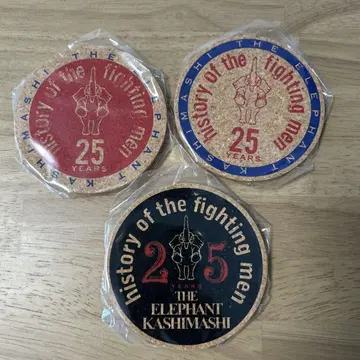 THE ELEPHANT KASHIMASHI
history of the fighting men
25
YEARS
THE ELEPHANT KASHIMASHI
history of the fighting men
25
YEARS
history of the fighting men
25
YEARS
THE
ELEPHANT
KASHIMASHI